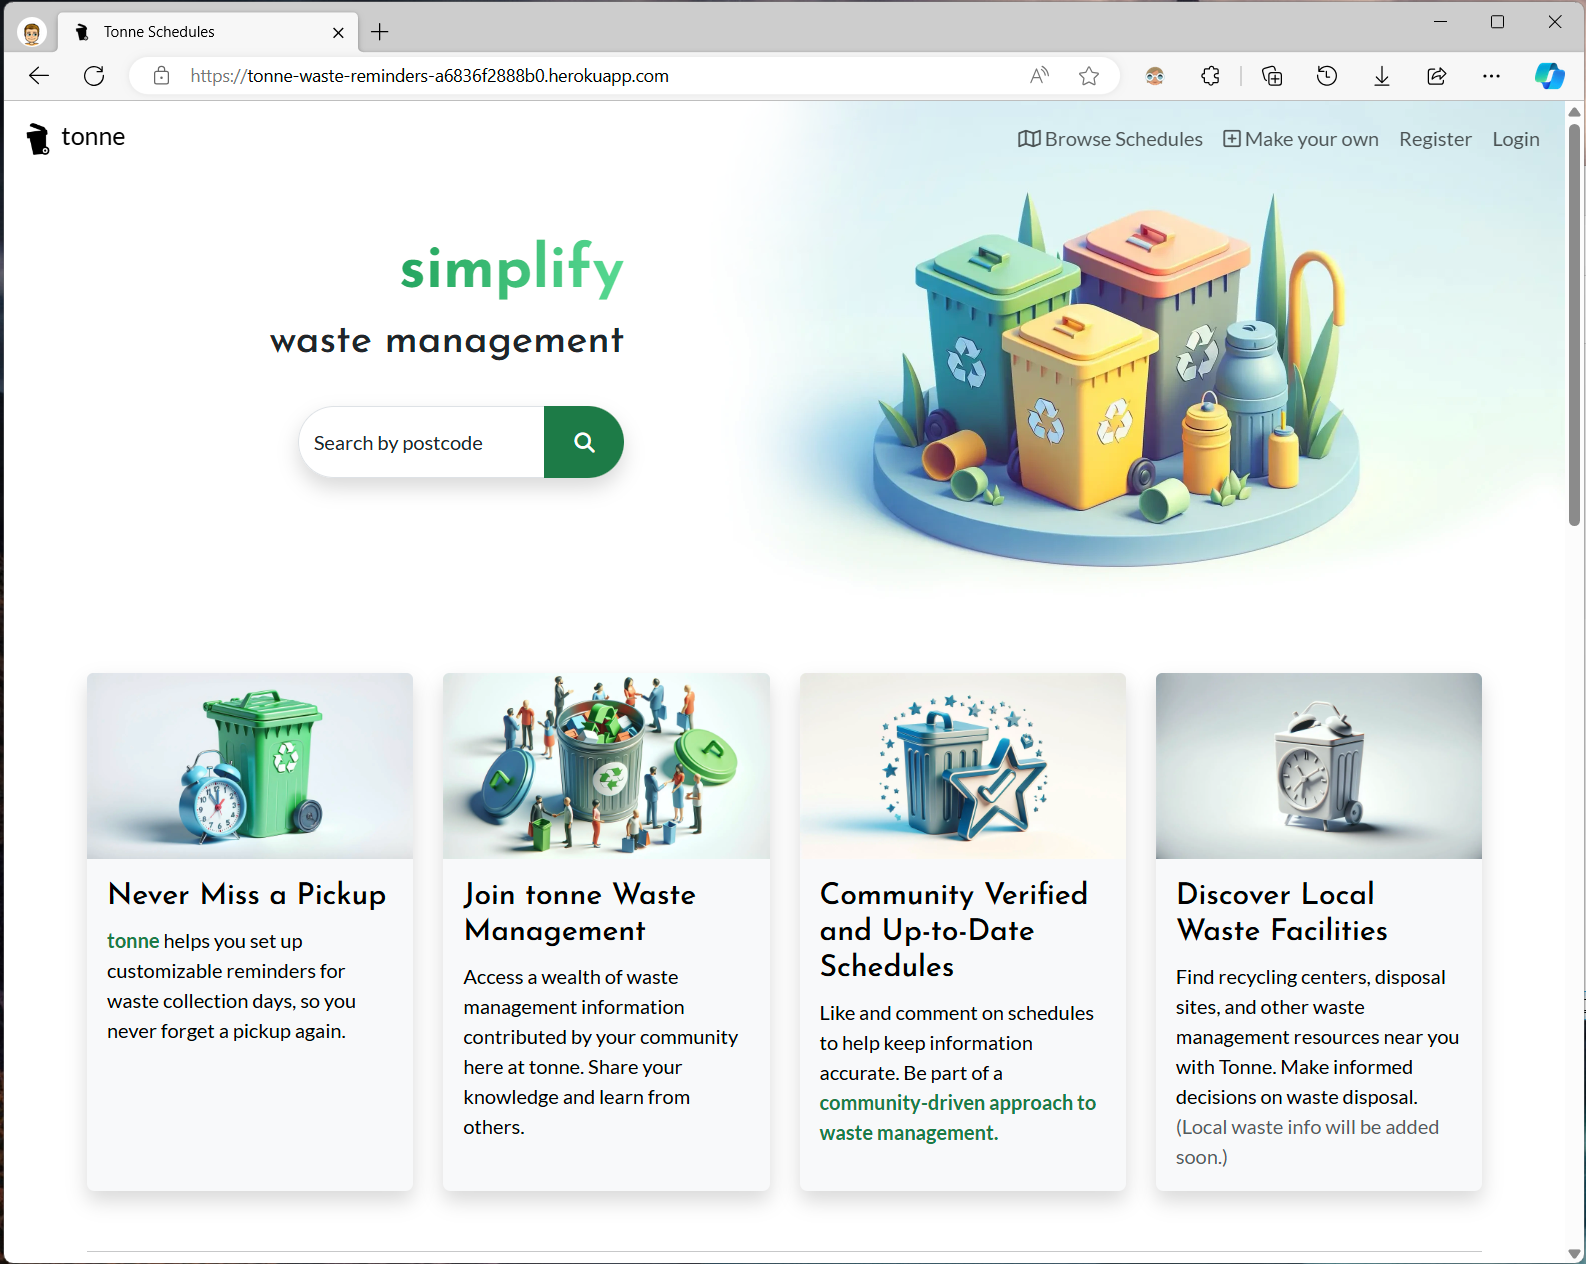 Tonne Schedules
https://tonne-waste-reminders-a6836f2888b0.herokuapp.com
tonne
Browse Schedules
Make your own
Register
Login
simplify
waste management
Search by postcode
Never Miss a Pickup
tonne helps you set up
customizable reminders for
waste collection days, so you
never forget a pickup again.
Join tonne Waste
Management
Access a wealth of waste
management information
contributed by your community
here at tonne. Share your
knowledge and learn from
others.
Community Verified
and Up-to-Date
Schedules
Like and comment on schedules
to help keep information
accurate. Be part of a
community-driven approach to
waste management.
Discover Local
Waste Facilities
Find recycling centers, disposal
sites, and other waste
management resources near you
with Tonne. Make informed
decisions on waste disposal.
(Local waste info will be added
soon.)